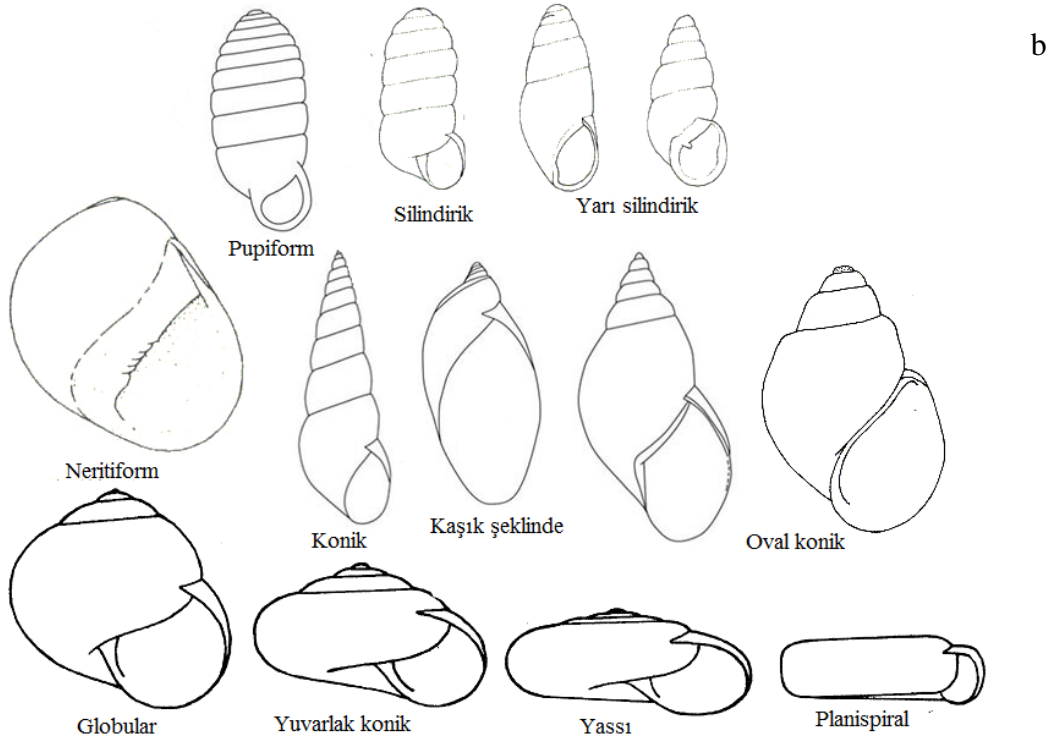 b
Pupiform
Silindirik
Yarı silindirik
Neritiform
Konik
Kaşık şeklinde
Oval konik
Globular
Yuvarlak konik
Yassı
Planispiral